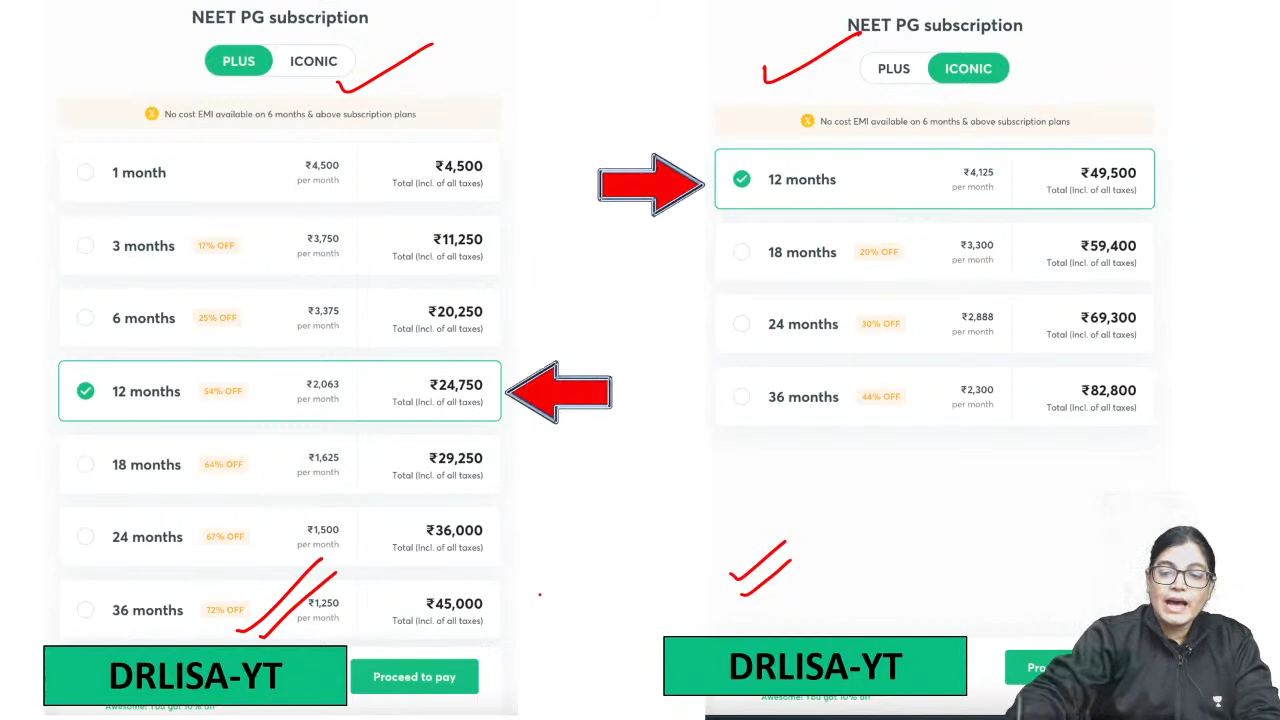 NEET PG subscription
PLUS ICONIC
No cost EMI available on 6 months & above subscription plans
1 month ₹4,500 per month ₹4,500 Total (Incl. of all taxes)
3 months 17% OFF ₹3,750 per month ₹11,250 Total (Incl. of all taxes)
6 months 25% OFF ₹3,375 per month ₹20,250 Total (Incl. of all taxes)
12 months 54% OFF ₹2,063 per month ₹24,750 Total (Incl. of all taxes)
18 months 64% OFF ₹1,625 per month ₹29,250 Total (Incl. of all taxes)
24 months 67% OFF ₹1,500 per month ₹36,000 Total (Incl. of all taxes)
36 months 72% OFF ₹1,250 per month ₹45,000 Total (Incl. of all taxes)
DRLISA-YT
Proceed to pay
Awesome! You got 10% off
NEET PG subscription
PLUS ICONIC
No cost EMI available on 6 months & above subscription plans
12 months ₹4,125 per month ₹49,500 Total (Incl. of all taxes)
18 months 20% OFF ₹3,300 per month ₹59,400 Total (Incl. of all taxes)
24 months 30% OFF ₹2,888 per month ₹69,300 Total (Incl. of all taxes)
36 months 44% OFF ₹2,300 per month ₹82,800 Total (Incl. of all taxes)
DRLISA-YT
Awesome! You got 10% off